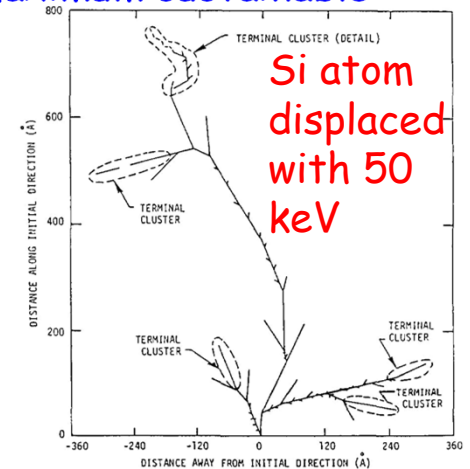 maximum sustainable
800
TERMINAL CLUSTER (DETAIL)
Si atom
displaced
with 50
keV
600
TERMINAL
CLUSTER
400
DISTANCE ALONG INITIAL DIRECTION (Å)
200
TERMINAL
CLUSTER
TERMINAL
CLUSTER
TERMINAL
CLUSTER
0
-360
-240
-120
0
120
240
360
DISTANCE AWAY FROM INITIAL DIRECTION (Å)